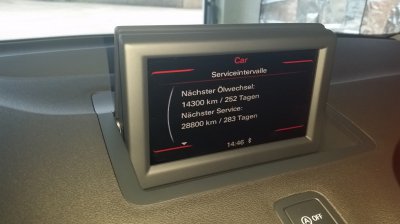 Car
Serviceintervalle
Nächster Ölwechsel:
14300 km / 252 Tagen
Nächster Service:
28800 km / 283 Tagen
14:46
A OFF